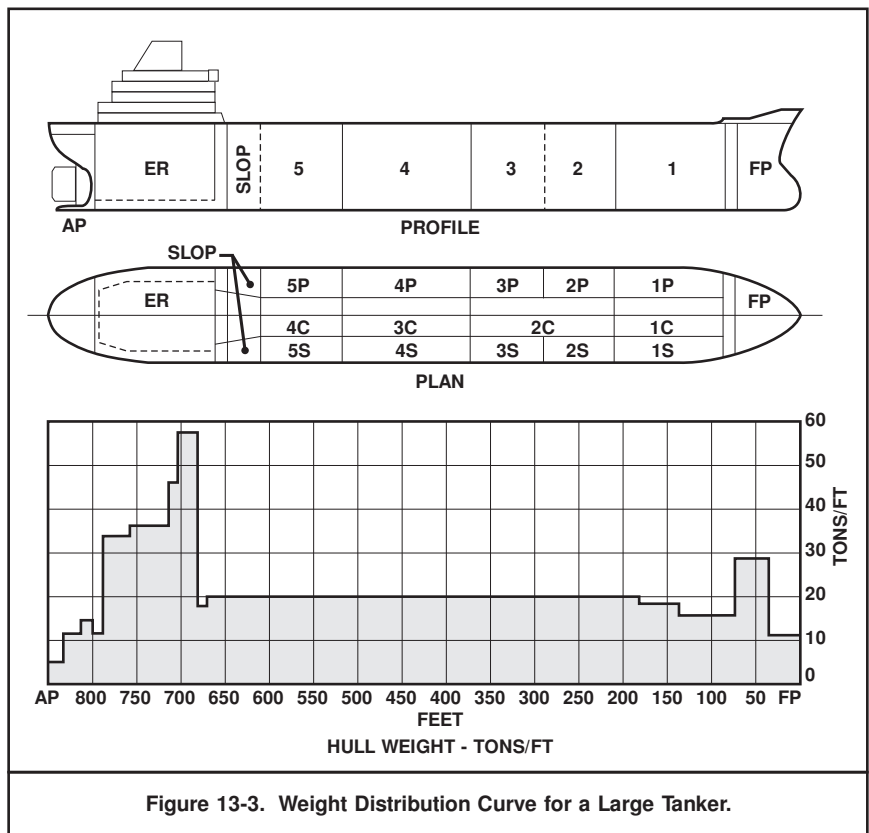 ER
SLOP
5
4
3
2
1
FP
AP
PROFILE
SLOP
ER
5P
4P
3P
2P
1P
FP
4C
3C
2C
1C
5S
4S
3S
2S
1S
PLAN
60
50
40
30
20
10
0
TONS/FT
AP 800 750 700 650 600 550 500 450 400 350 300 250 200 150 100 50 FP
FEET
HULL WEIGHT - TONS/FT
Figure 13-3. Weight Distribution Curve for a Large Tanker.